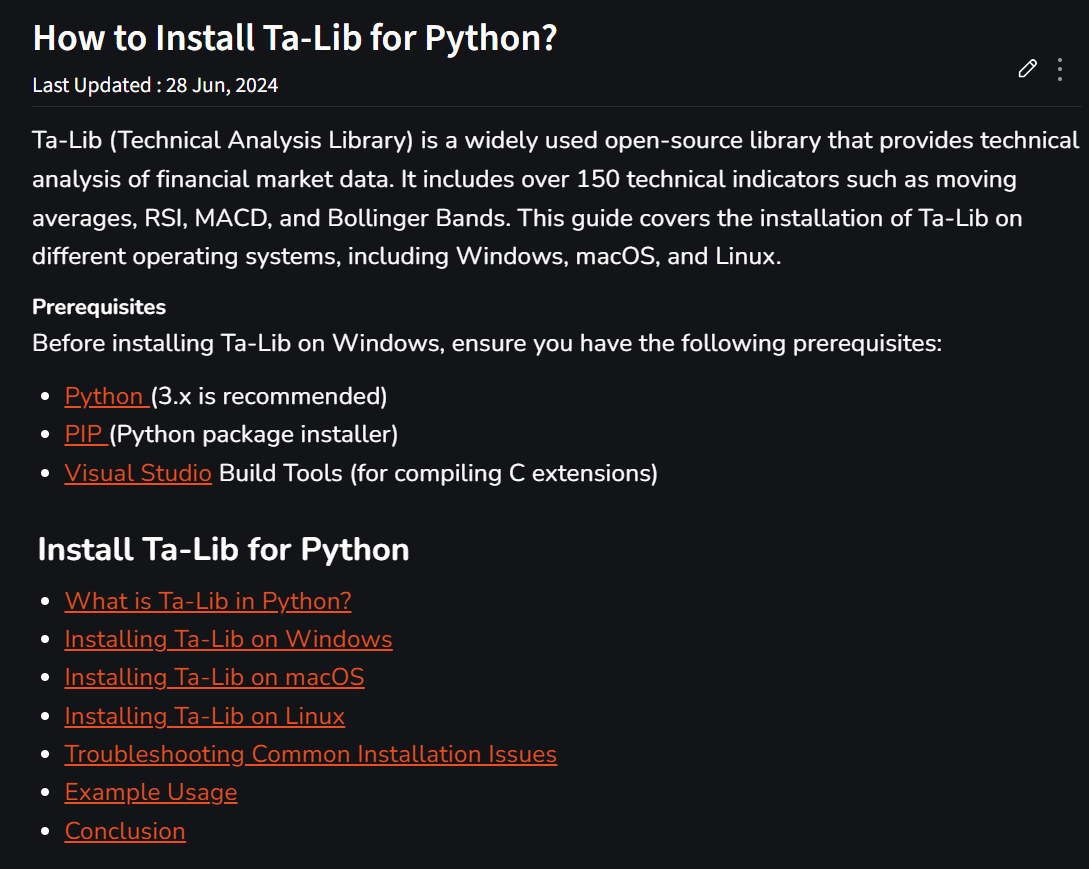 How to Install Ta-Lib for Python?
Last Updated : 28 Jun, 2024
Ta-Lib (Technical Analysis Library) is a widely used open-source library that provides technical
analysis of financial market data. It includes over 150 technical indicators such as moving
averages, RSI, MACD, and Bollinger Bands. This guide covers the installation of Ta-Lib on
different operating systems, including Windows, macOS, and Linux.
Prerequisites
Before installing Ta-Lib on Windows, ensure you have the following prerequisites:
• Python (3.x is recommended)
• PIP (Python package installer)
• Visual Studio Build Tools (for compiling C extensions)
Install Ta-Lib for Python
• What is Ta-Lib in Python?
• Installing Ta-Lib on Windows
• Installing Ta-Lib on macOS
• Installing Ta-Lib on Linux
• Troubleshooting Common Installation Issues
• Example Usage
• Conclusion